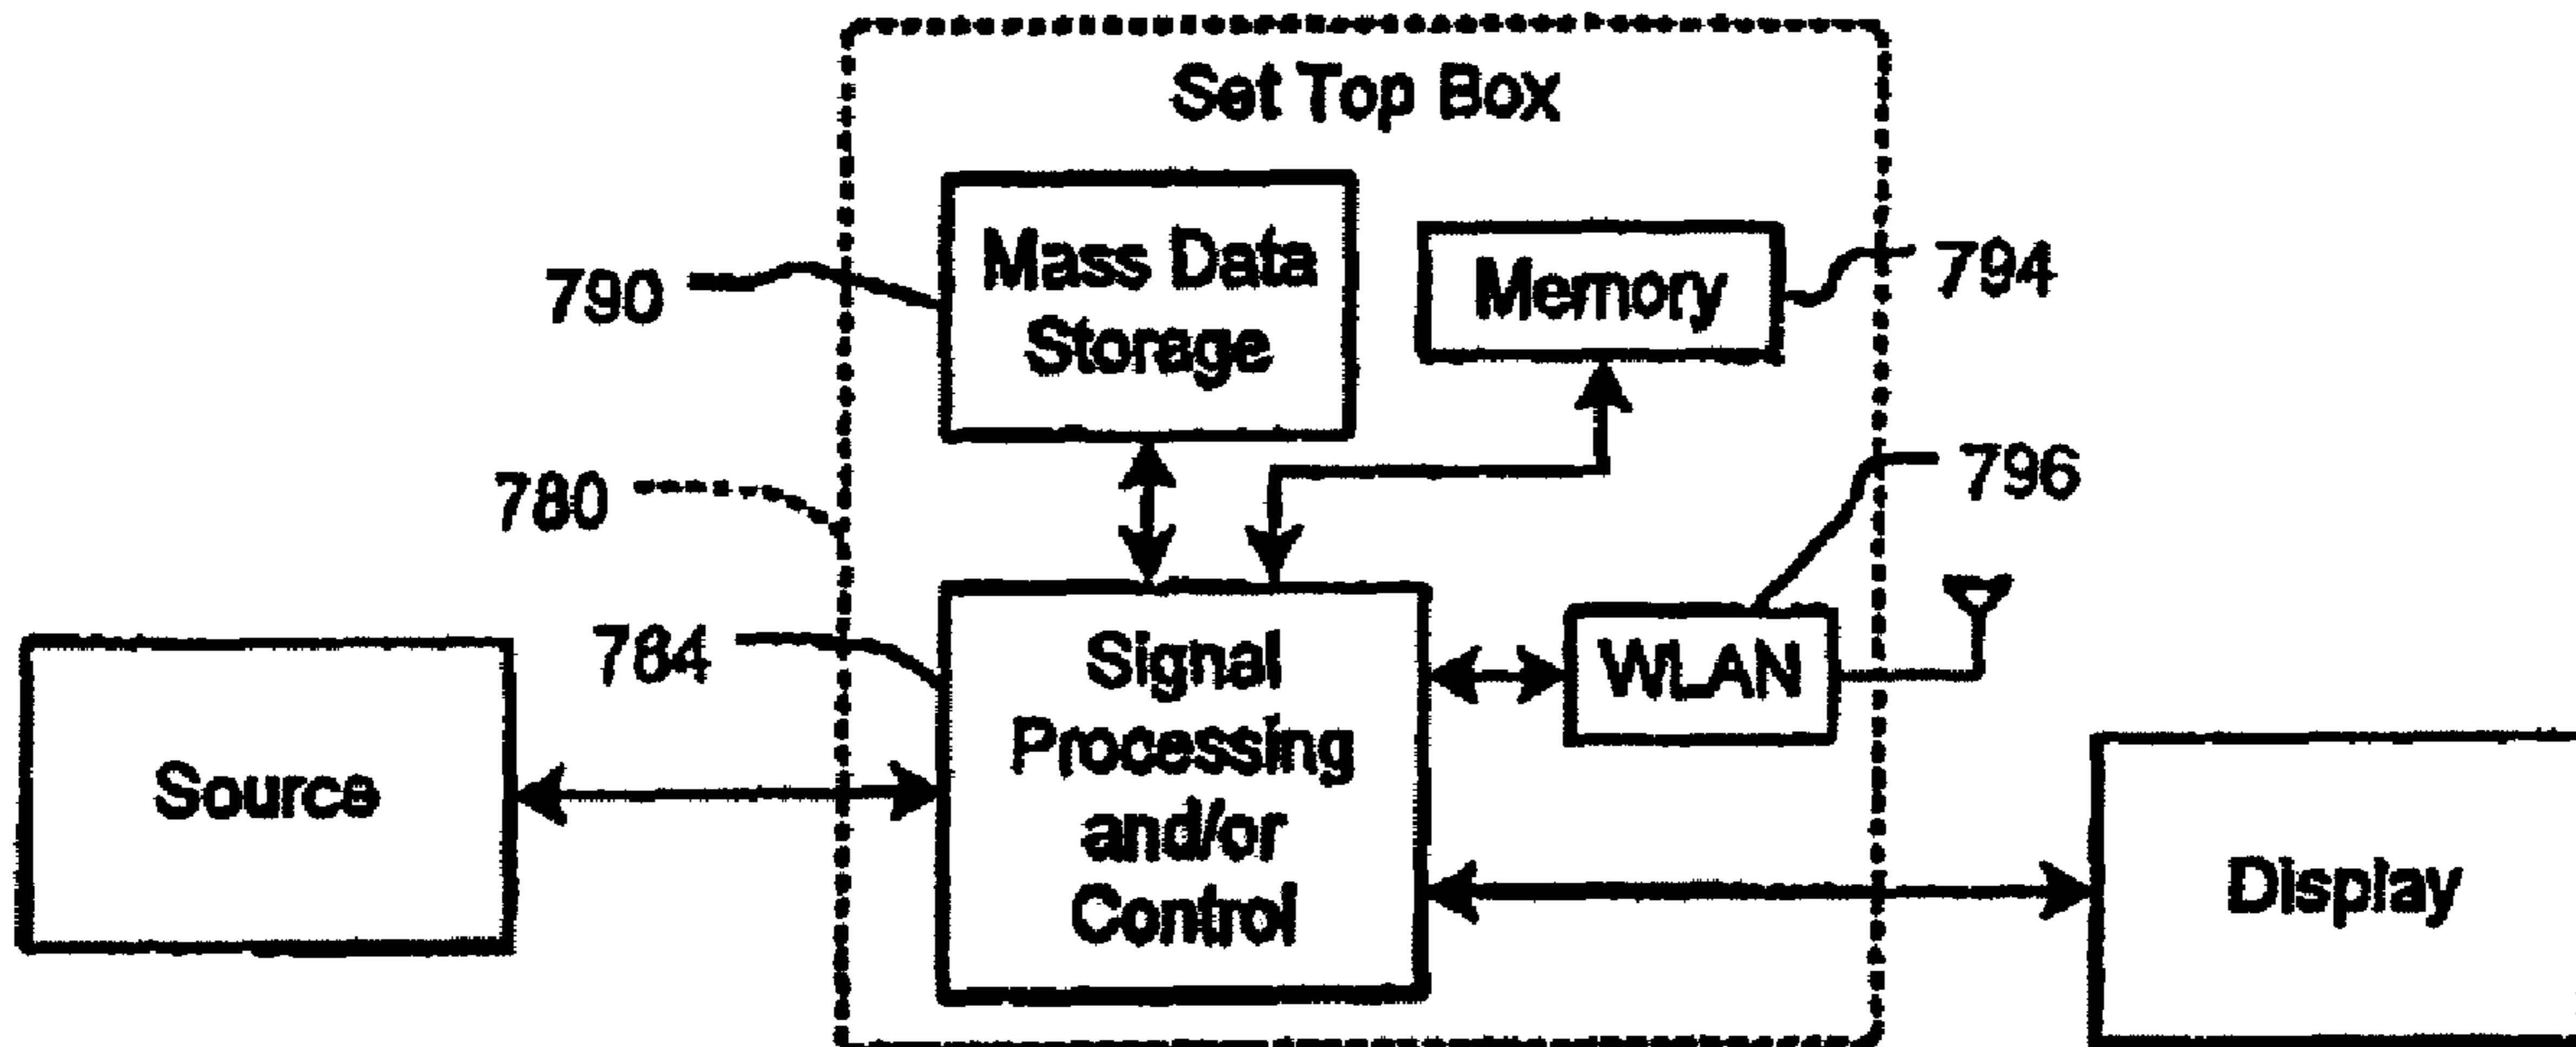 Set Top Box
790
Mass Data
Storage
Memory
794
780
796
784
Signal
Processing
and/or
Control
WLAN
Source
Display